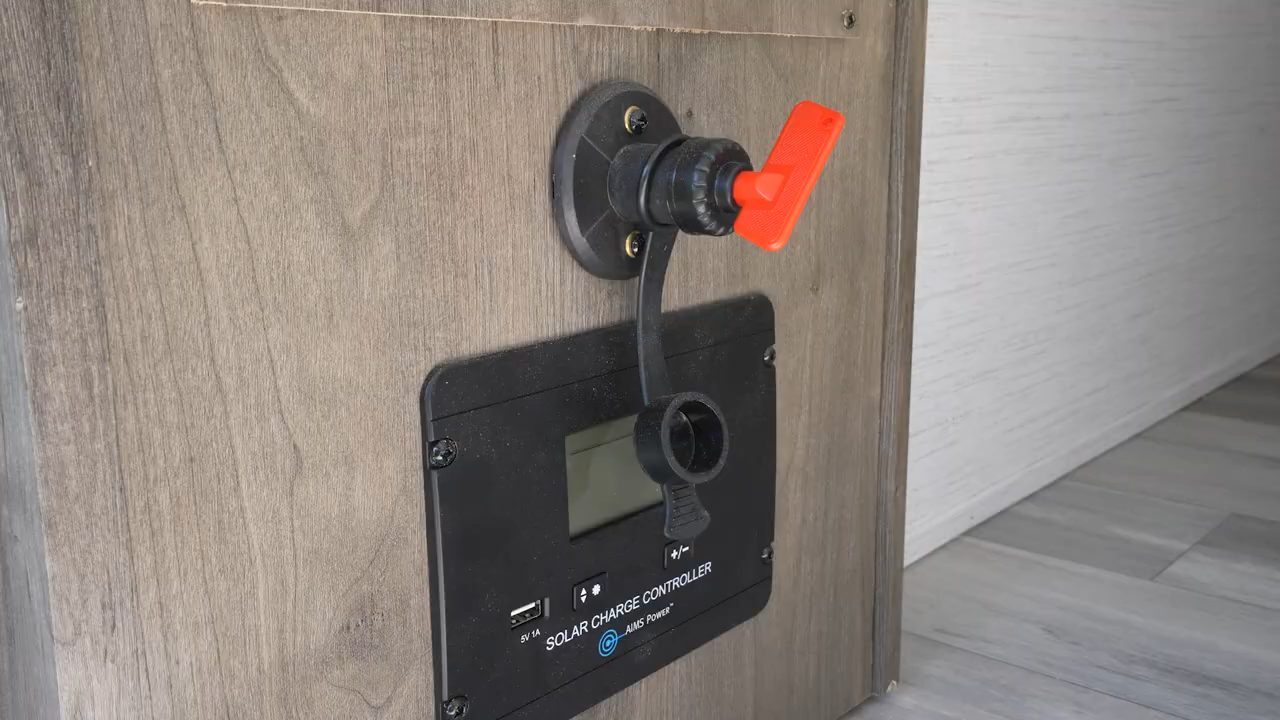 +/-
5V 1A
SOLAR CHARGE CONTROLLER
AIMS POWER™